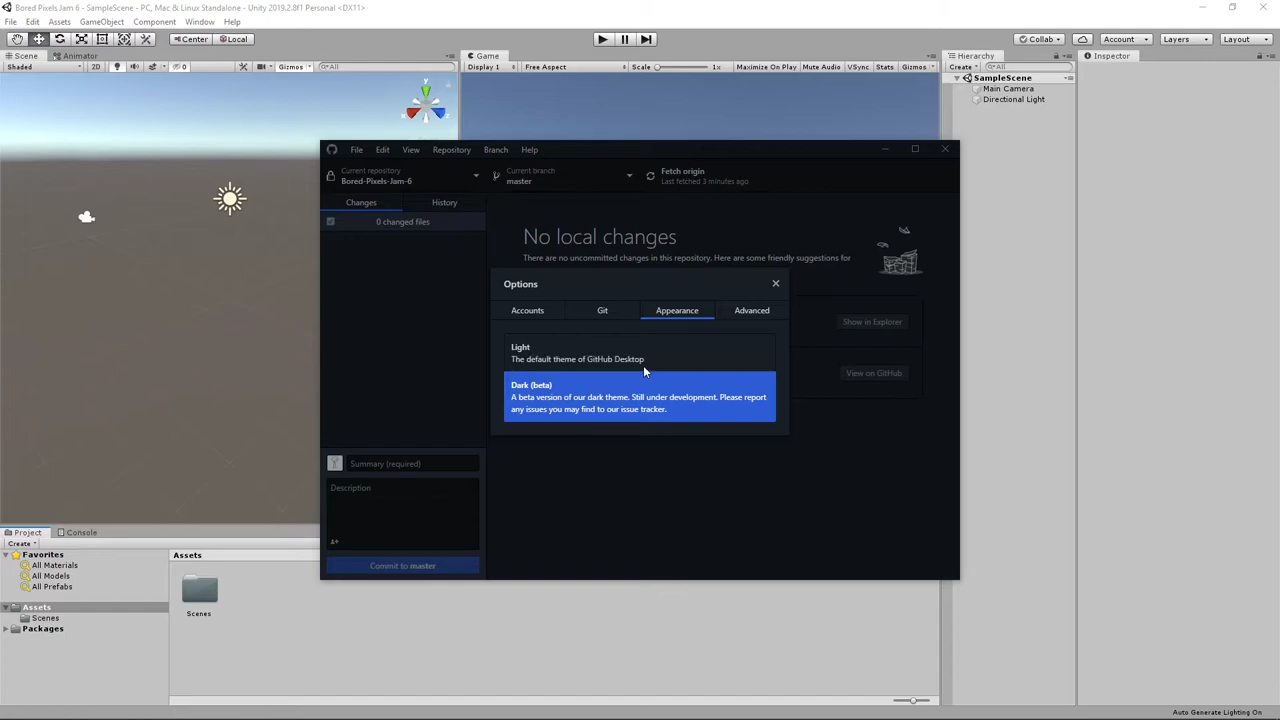 Bored Pixels Jam 6 - SampleScene - PC, Mac & Linux Standalone - Unity 2019.2.8f1 Personal <DX11>
File Edit Assets GameObject Component Window Help
Center Local Collab Account Layers Layout
Scene Animator Game Hierarchy Inspector
Shaded 2D 0 Gizmos All Display 1 Free Aspect Scale 1x Maximize On Play Mute Audio VSync Stats Gizmos Create All
SampleScene
Main Camera
Directional Light
Y
X Z
File Edit View Repository Branch Help
Current repository
Bored-Pixels-Jam-6
Current branch
master
Fetch origin
Last fetched 3 minutes ago
Changes History
0 changed files
No local changes
There are no uncommitted changes in this repository. Here are some friendly suggestions for
Options
Accounts Git Appearance Advanced
Show in Explorer
Light
The default theme of GitHub Desktop
View on GitHub
Dark (beta)
A beta version of our dark theme. Still under development. Please report
any issues you may find to our issue tracker.
Summary (required)
Description
Commit to master
Project Console
Create
Favorites
All Materials
All Models
All Prefabs
Assets
Scenes
Packages
Assets
Scenes
Auto Generate Lighting On